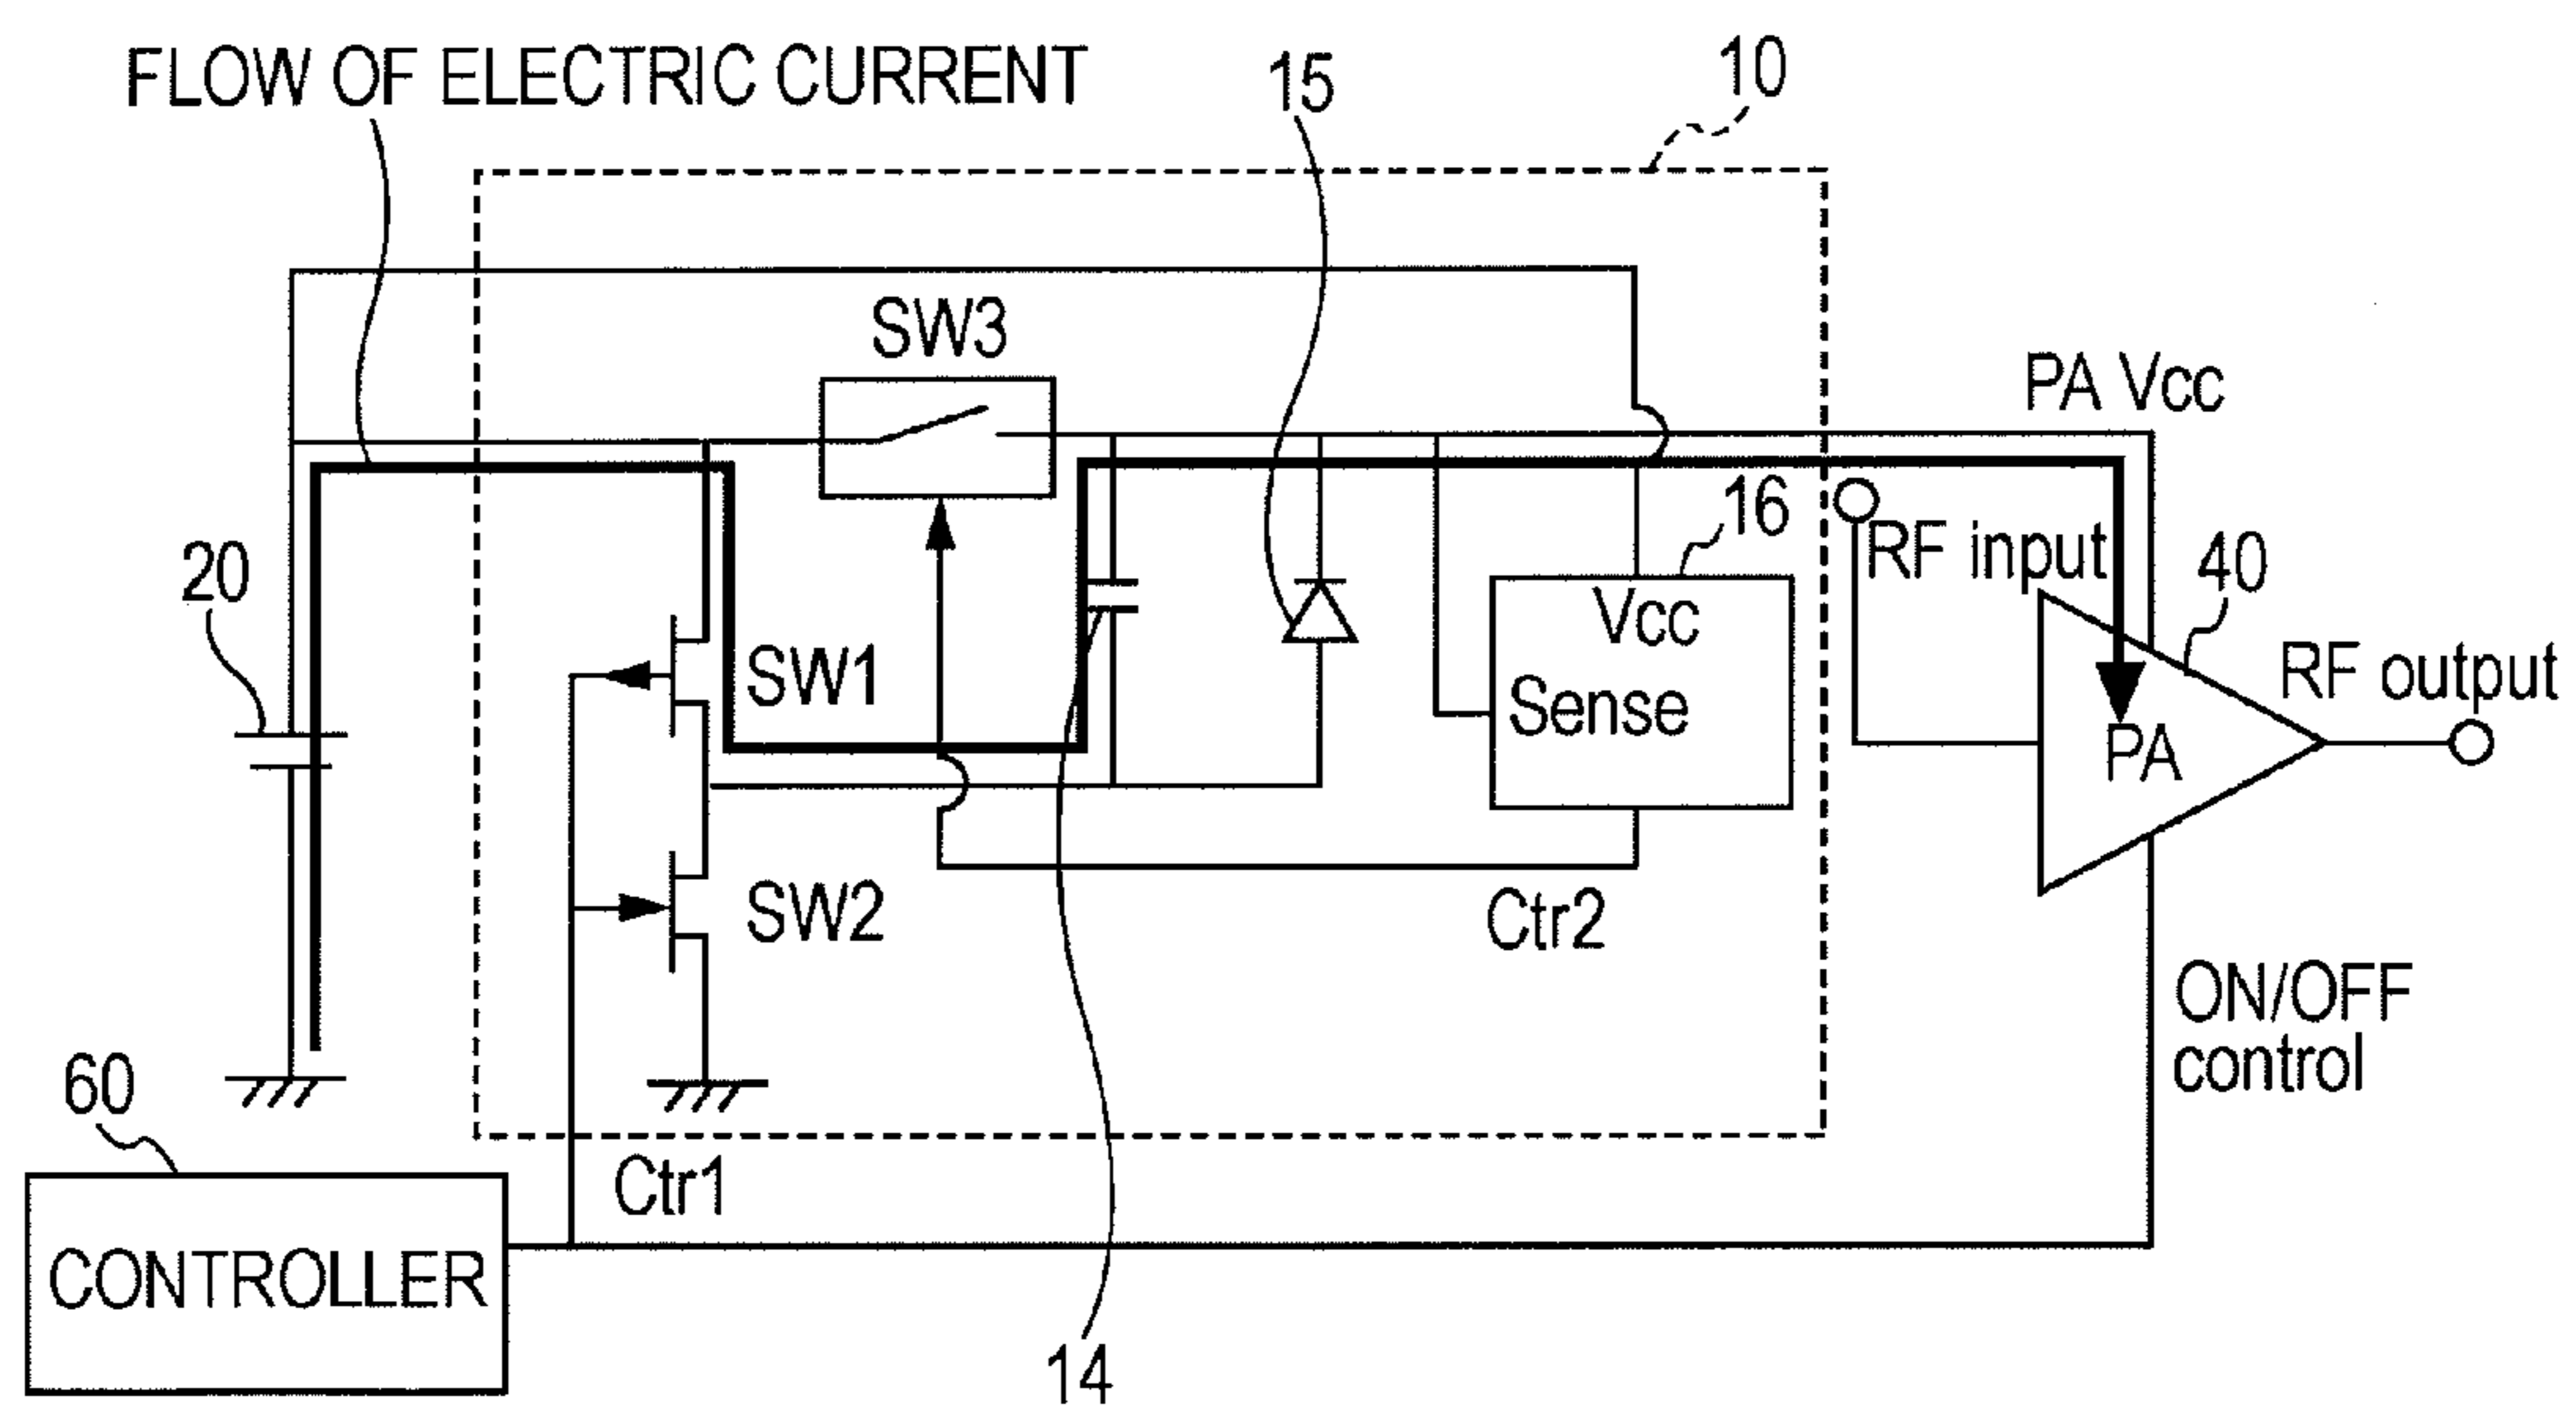 FLOW OF ELECTRIC CURRENT
15
10
SW3
PA Vcc
20
16
RF input
40
Vcc
SW1
Sense
RF output
PA
SW2
Ctr2
ON/OFF
control
60
Ctr1
CONTROLLER
14